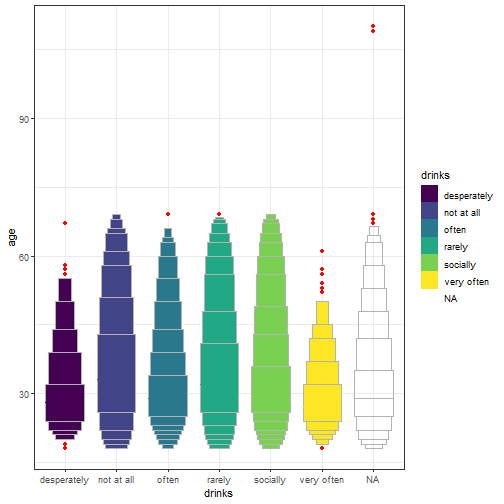 90
60
30
age
desperately
not at all
often
rarely
socially
very often
NA
drinks
drinks
desperately
not at all
often
rarely
socially
very often
NA